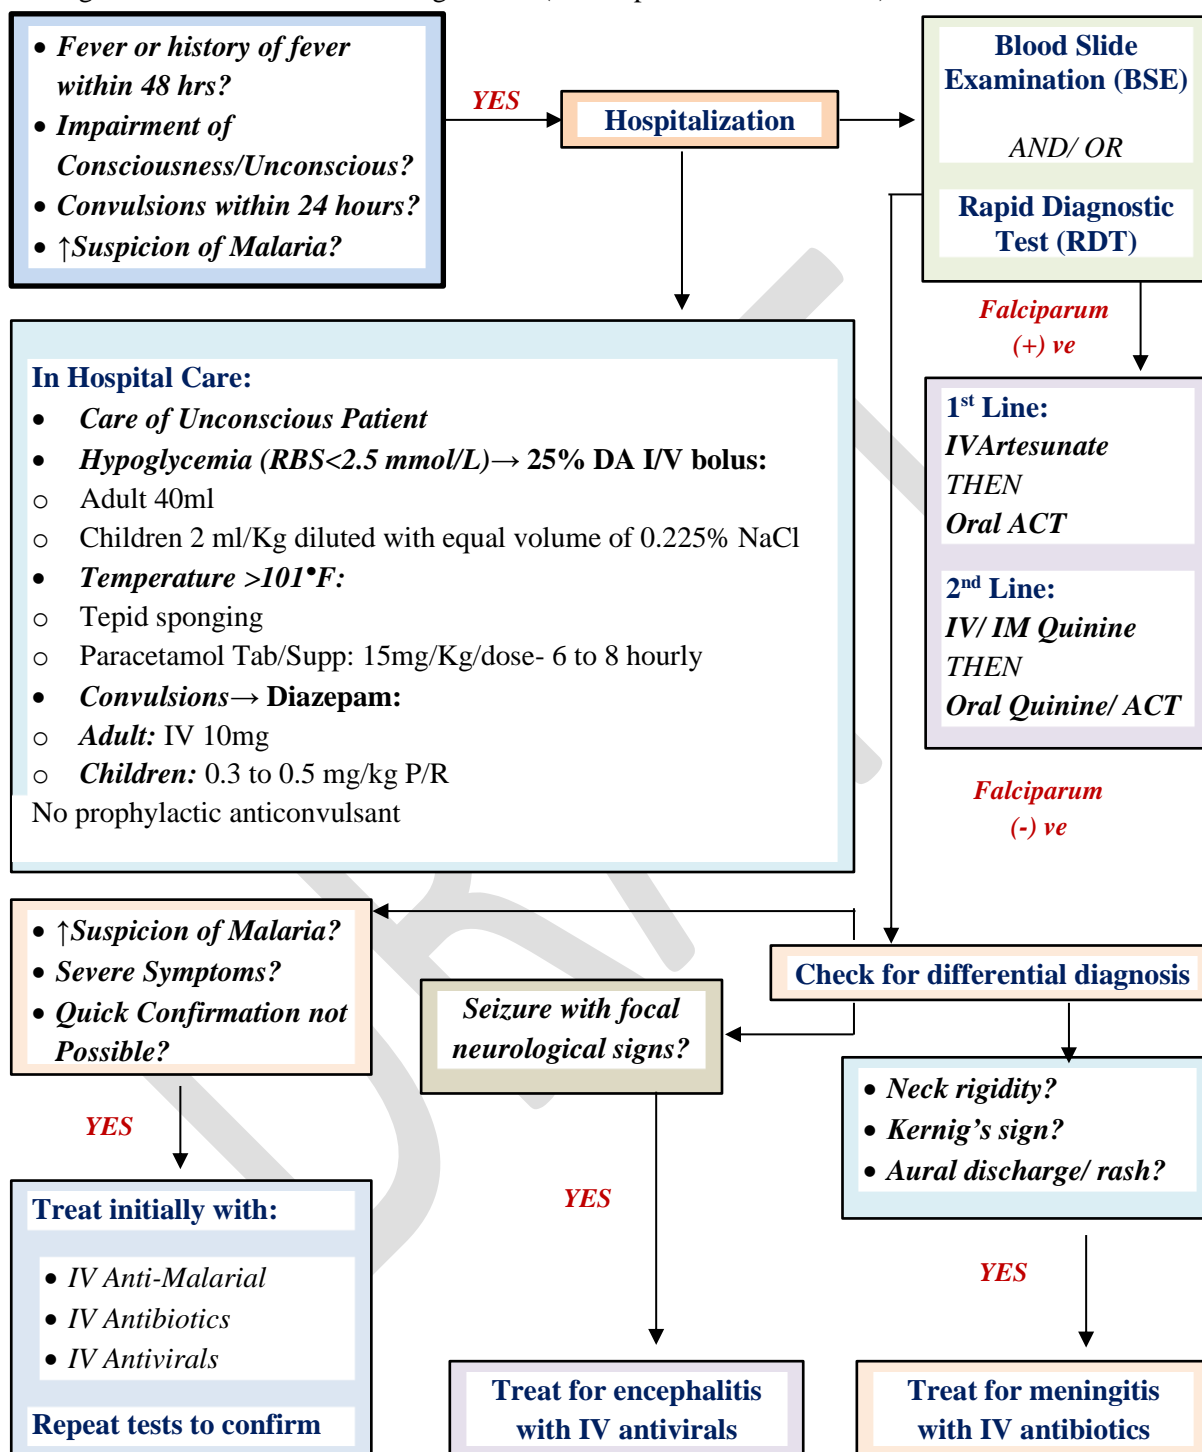 • Fever or history of fever
within 48 hrs?
• Impairment of
Consciousness/Unconscious?
• Convulsions within 24 hours?
• ↑Suspicion of Malaria?
YES
Hospitalization
Blood Slide
Examination (BSE)
AND/ OR
Rapid Diagnostic
Test (RDT)
Falciparum
(+) ve
In Hospital Care:
• Care of Unconscious Patient
• Hypoglycemia (RBS<2.5 mmol/L)→ 25% DA I/V bolus:
o Adult 40ml
o Children 2 ml/Kg diluted with equal volume of 0.225% NaCl
• Temperature >101•F:
o Tepid sponging
o Paracetamol Tab/Supp: 15mg/Kg/dose- 6 to 8 hourly
• Convulsions→ Diazepam:
o Adult: IV 10mg
o Children: 0.3 to 0.5 mg/kg P/R
No prophylactic anticonvulsant
1st Line:
IVArtesunate
THEN
Oral ACT
2nd Line:
IV/ IM Quinine
THEN
Oral Quinine/ ACT
Falciparum
(-) ve
• ↑Suspicion of Malaria?
• Severe Symptoms?
• Quick Confirmation not
Possible?
Check for differential diagnosis
Seizure with focal
neurological signs?
• Neck rigidity?
• Kernig's sign?
• Aural discharge/ rash?
YES
YES
YES
Treat initially with:
• IV Anti-Malarial
• IV Antibiotics
• IV Antivirals
Repeat tests to confirm
Treat for encephalitis
with IV antivirals
Treat for meningitis
with IV antibiotics